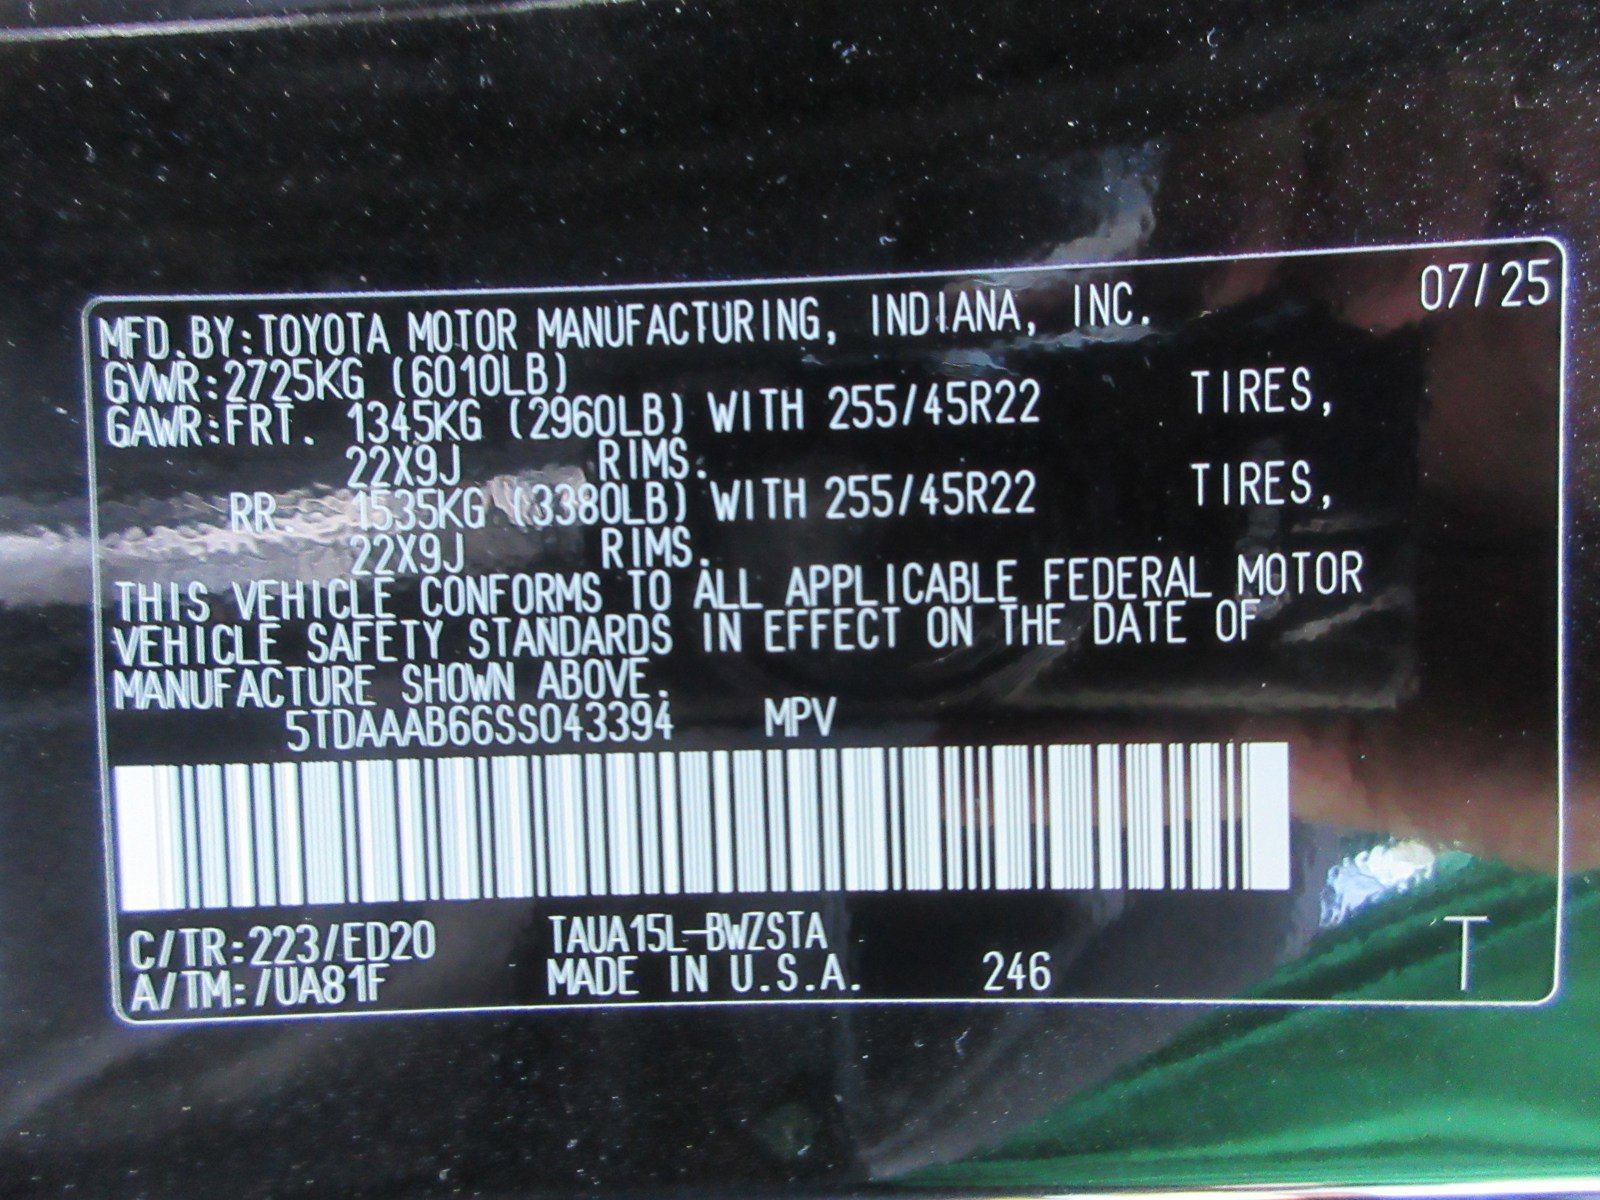 07/25
MFD.BY:TOYOTA MOTOR MANUFACTURING, INDIANA, INC.
GVWR:2725KG (6010LB)
GAWR:FRT. 1345KG (2960LB) WITH 255/45R22 TIRES,
22X9J RIMS.
RR. 1535KG (3380LB) WITH 255/45R22 TIRES,
22X9J RIMS.
THIS VEHICLE CONFORMS TO ALL APPLICABLE FEDERAL MOTOR
VEHICLE SAFETY STANDARDS IN EFFECT ON THE DATE OF
MANUFACTURE SHOWN ABOVE.
5TDAAAB66SS043394 MPV
C/TR:223/ED20 TAUA15L-BWZSTA
A/TM:/UA81F MADE IN U.S.A. 246 T